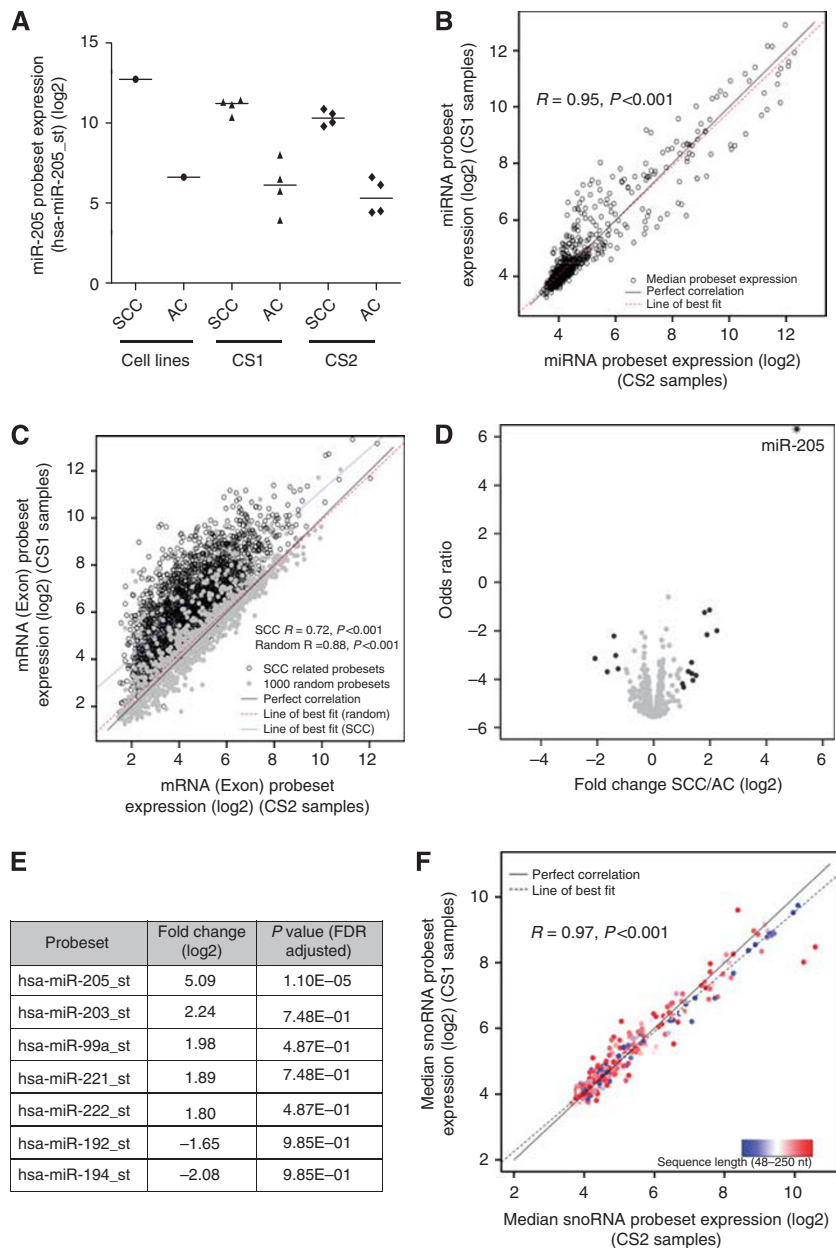 A
miR-205 probeset expression
(hsa-miR-205_st) (log2)
15
10
5
0
SCC
AC
SCC
AC
SCC
AC
Cell lines
CS1
CS2
B
miRNA probeset
expression (log2) (CS1 samples)
12
10
8
6
4
R = 0.95, P<0.001
Median probeset expression
Perfect correlation
Line of best fit
4
6
8
10
12
miRNA probeset expression (log2)
(CS2 samples)
C
mRNA (Exon) probeset
expression (log2) (CS1 samples)
12
10
8
6
4
2
SCC R = 0.72, P<0.001
Random R =0.88, P<0.001
SCC related probesets
1000 random probesets
Perfect correlation
Line of best fit (random)
Line of best fit (SCC)
2
4
6
8
10
12
mRNA (Exon) probeset
expression (log2) (CS2 samples)
D
Odds ratio
6
4
2
0
–2
–4
–6
miR-205
–4
–2
0
2
4
6
Fold change SCC/AC (log2)
E
Probeset
Fold change
(log2)
P value (FDR
adjusted)
hsa-miR-205_st
5.09
1.10E–05
hsa-miR-203_st
2.24
7.48E–01
hsa-miR-99a_st
1.98
4.87E–01
hsa-miR-221_st
1.89
7.48E–01
hsa-miR-222_st
1.80
4.87E–01
hsa-miR-192_st
–1.65
9.85E–01
hsa-miR-194_st
–2.08
9.85E–01
F
Median snoRNA probeset
expression (log2) (CS1 samples)
10
8
6
4
2
Perfect correlation
Line of best fit
R = 0.97, P<0.001
Sequence length (48–250 nt)
2
4
6
8
10
Median snoRNA probeset expression (log2)
(CS2 samples)